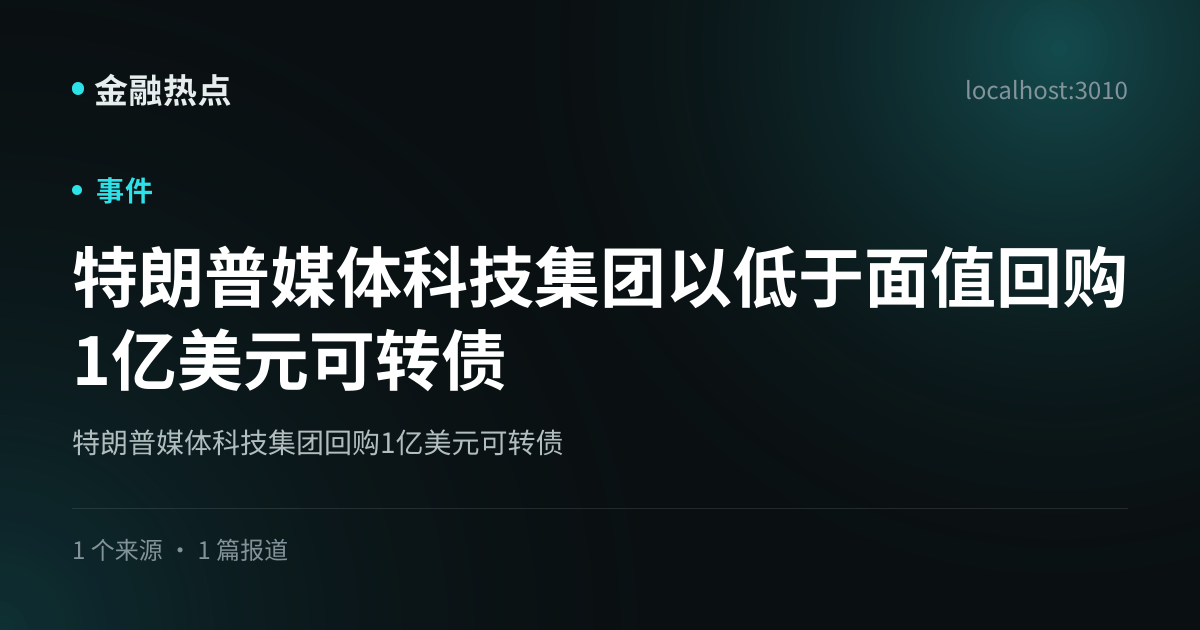 金融热点
localhost:3010
事件
特朗普媒体科技集团以低于面值回购
1亿美元可转债
特朗普媒体科技集团回购1亿美元可转债
1 个来源 • 1 篇报道